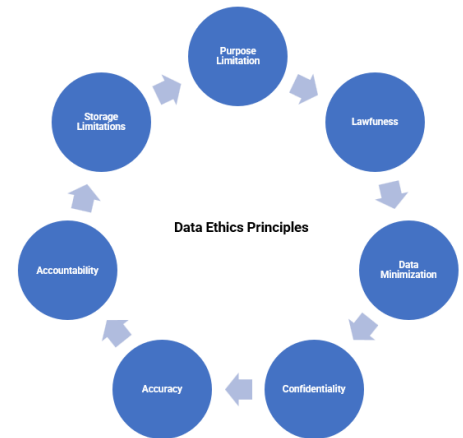 Purpose
Limitation
Lawfuness
Data
Minimization
Confidentiality
Accuracy
Accountability
Storage
Limitations
Data Ethics Principles